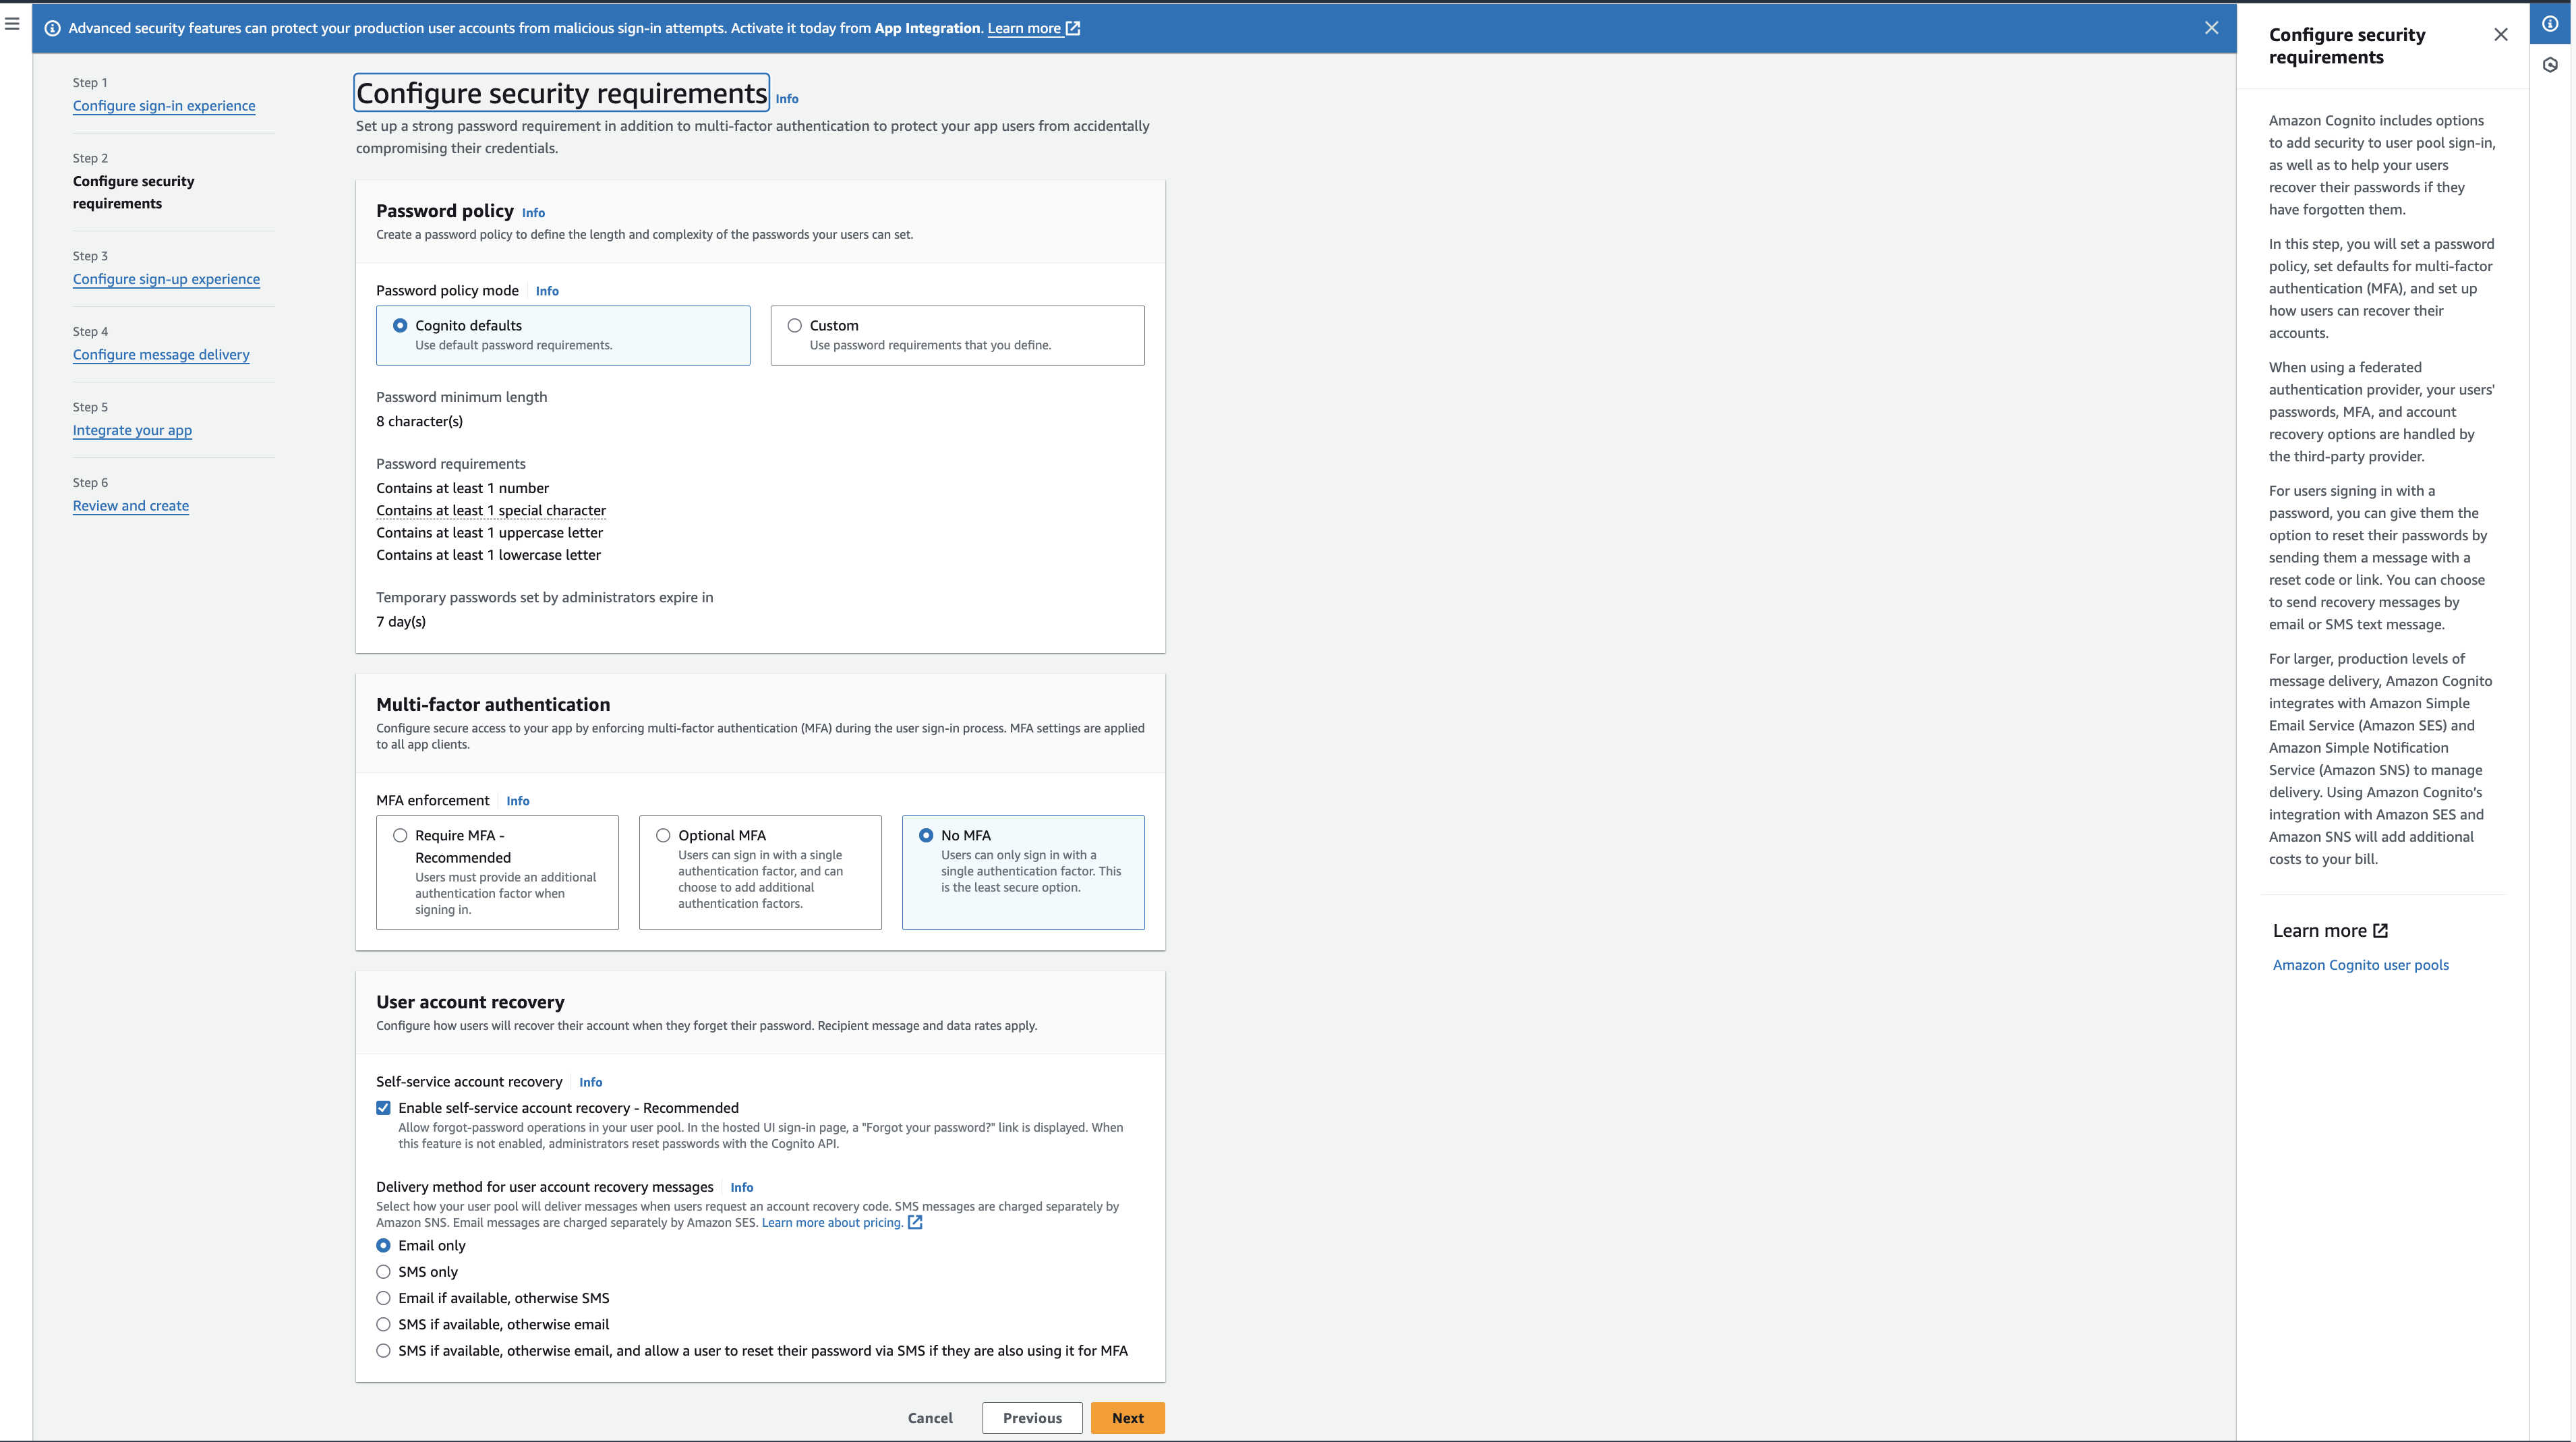 Advanced security features can protect your production user accounts from malicious sign-in attempts. Activate it today from App Integration. Learn more
Step 1
Configure sign-in experience
Step 2
Configure security
requirements
Step 3
Configure sign-up experience
Step 4
Configure message delivery
Step 5
Integrate your app
Step 6
Review and create
Configure security requirements Info
Set up a strong password requirement in addition to multi-factor authentication to protect your app users from accidentally
compromising their credentials.
Password policy Info
Create a password policy to define the length and complexity of the passwords your users can set.
Password policy mode Info
Cognito defaults
Use default password requirements.
Custom
Use password requirements that you define.
Password minimum length
8 character(s)
Password requirements
Contains at least 1 number
Contains at least 1 special character
Contains at least 1 uppercase letter
Contains at least 1 lowercase letter
Temporary passwords set by administrators expire in
7 day(s)
Multi-factor authentication
Configure secure access to your app by enforcing multi-factor authentication (MFA) during the user sign-in process. MFA settings are applied
to all app clients.
MFA enforcement Info
Require MFA -
Recommended
Users must provide an additional
authentication factor when
signing in.
Optional MFA
Users can sign in with a single
authentication factor, and can
choose to add additional
authentication factors.
No MFA
Users can only sign in with a
single authentication factor. This
is the least secure option.
User account recovery
Configure how users will recover their account when they forget their password. Recipient message and data rates apply.
Self-service account recovery Info
Enable self-service account recovery - Recommended
Allow forgot-password operations in your user pool. In the hosted UI sign-in page, a "Forgot your password?" link is displayed. When
this feature is not enabled, administrators reset passwords with the Cognito API.
Delivery method for user account recovery messages Info
Select how your user pool will deliver messages when users request an account recovery code. SMS messages are charged separately by
Amazon SNS. Email messages are charged separately by Amazon SES. Learn more about pricing.
Email only
SMS only
Email if available, otherwise SMS
SMS if available, otherwise email
SMS if available, otherwise email, and allow a user to reset their password via SMS if they are also using it for MFA
Cancel
Previous
Next
Configure security
requirements
Amazon Cognito includes options
to add security to user pool sign-in,
as well as to help your users
recover their passwords if they
have forgotten them.
In this step, you will set a password
policy, set defaults for multi-factor
authentication (MFA), and set up
how users can recover their
accounts.
When using a federated
authentication provider, your users'
passwords, MFA, and account
recovery options are handled by
the third-party provider.
For users signing in with a
password, you can give them the
option to reset their passwords by
sending them a message with a
reset code or link. You can choose
to send recovery messages by
email or SMS text message.
For larger, production levels of
message delivery, Amazon Cognito
integrates with Amazon Simple
Email Service (Amazon SES) and
Amazon Simple Notification
Service (Amazon SNS) to manage
delivery. Using Amazon Cognito's
integration with Amazon SES and
Amazon SNS will add additional
costs to your bill.
Learn more
Amazon Cognito user pools